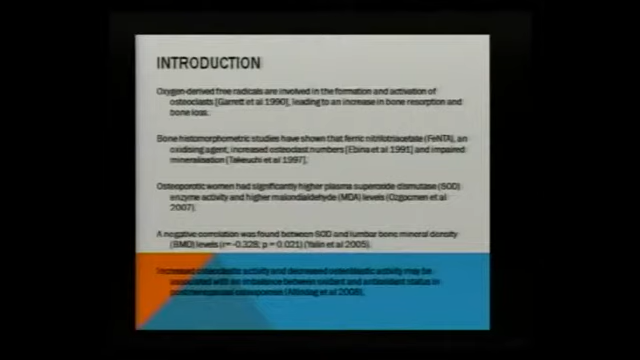 INTRODUCTION
Oxygen-derived free radicals are involved in the formation and activation of
osteoclasts [Garrett et al 1990], leading to an increase in bone resorption and
bone loss.
Bone histomorphometric studies have shown that ferric nitrilotriacetate (FeNTA), an
oxidising agent, increased osteoclast numbers [Ebina et al 1991] and impaired
mineralisation [Takeuchi et al 1997].
Osteoporotic women had significantly higher plasma superoxide dismutase (SOD)
enzyme activity and higher malondialdehyde (MDA) levels (Ozgocmen et al
2007).
A negative correlation was found between SOD and lumbar bone mineral density
(BMD) levels (r= -0.328; p = 0.021) (Yalin et al 2005).
Increased osteoclastic activity and decreased osteoblastic activity may be
associated with an imbalance between oxidant and antioxidant status in
postmenopausal osteoporosis (Altindag et al 2008).